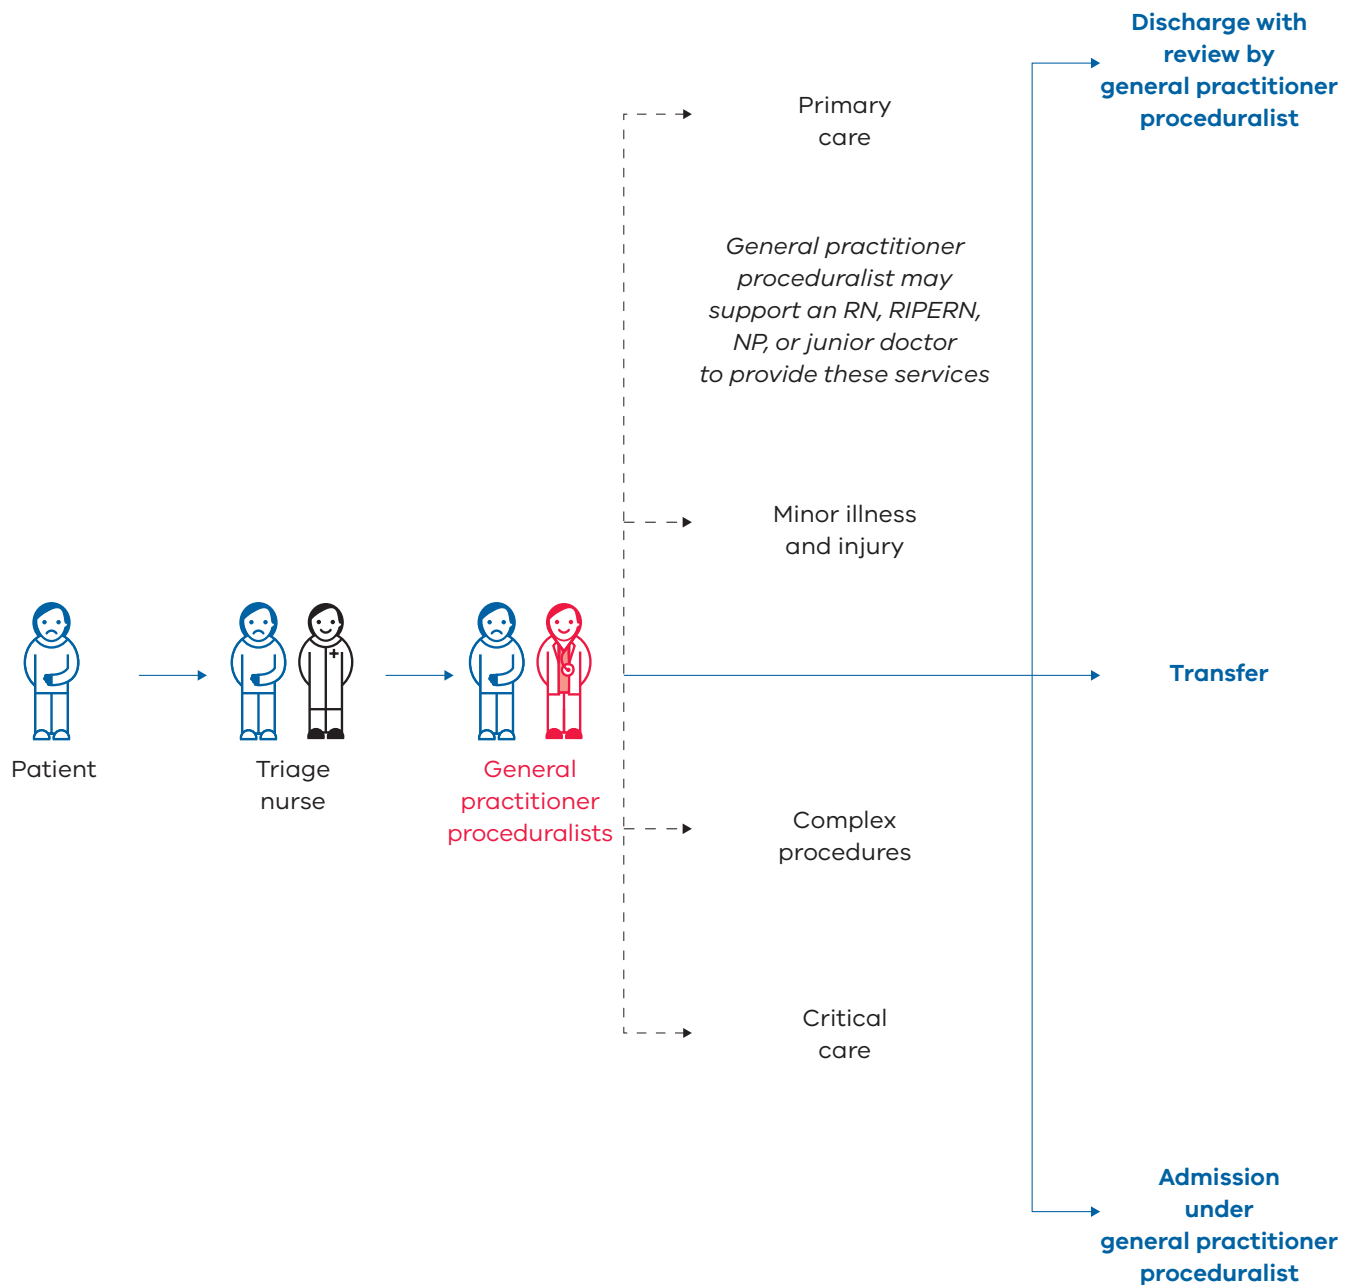 Discharge with
review by
general practitioner
proceduralist
Primary
care
General practitioner
proceduralist may
support an RN, RIPERN,
NP, or junior doctor
to provide these services
Minor illness
and injury
Patient
Triage
nurse
General
practitioner
proceduralists
Transfer
Complex
procedures
Critical
care
Admission
under
general practitioner
proceduralist